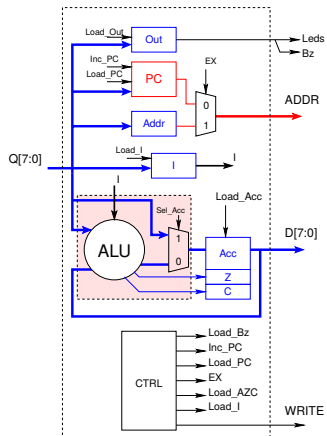 Load_Out
Out
Leds
Bz
Inc_PC
Load_PC
PC
EX
0
1
ADDR
Addr
Q[7:0]
Load_I
I
I
I
Load_Acc
Sel_Acc
ALU
1
0
Acc
Z
C
D[7:0]
CTRL
Load_Bz
Inc_PC
Load_PC
EX
Load_AZC
Load_I
WRITE